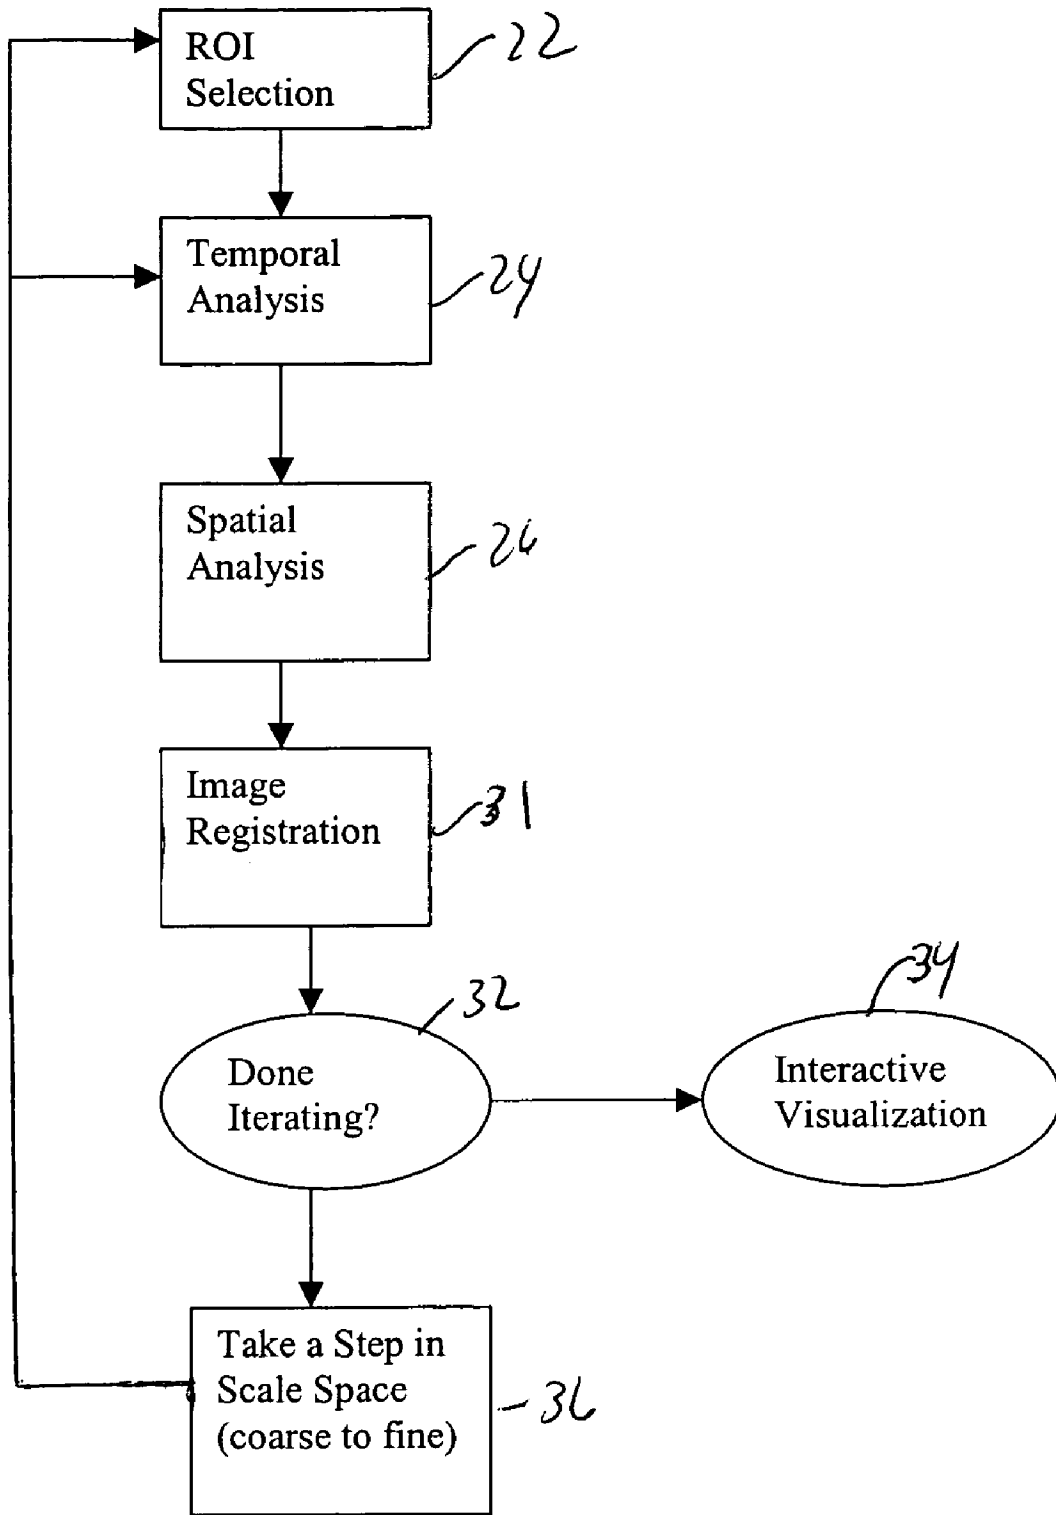 ROI
Selection
22
Temporal
Analysis
24
Spatial
Analysis
26
Image
Registration
31
32
Done
Iterating?
34
Interactive
Visualization
Take a Step in
Scale Space
(coarse to fine)
36